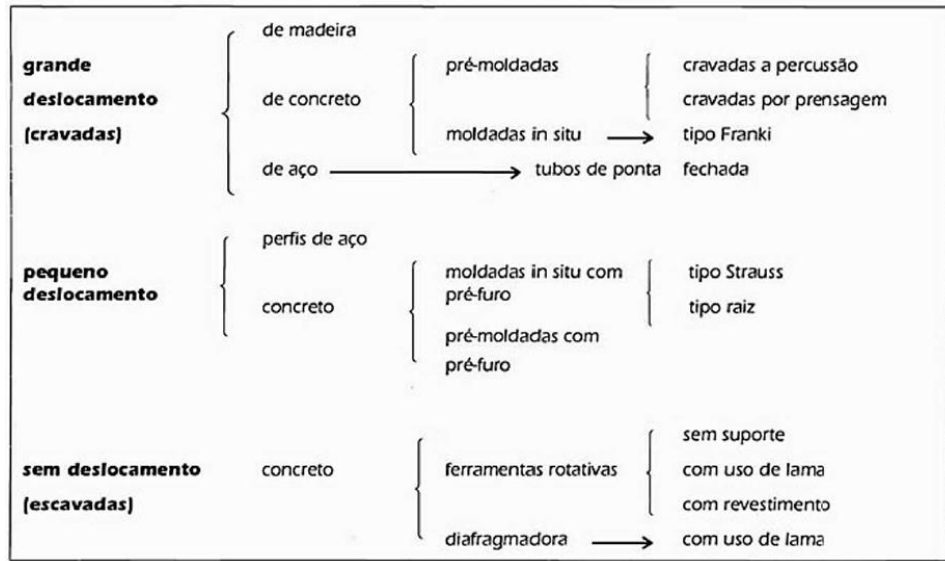 de madeira
grande deslocamento (cravadas)
pré-moldadas
cravadas a percussão
de concreto
cravadas por prensagem
moldadas in situ
tipo Franki
de aço
tubos de ponta fechada
perfis de aço
pequeno deslocamento
moldadas in situ com pré-furo
tipo Strauss
concreto
tipo raiz
pré-moldadas com pré-furo
sem suporte
sem deslocamento (escavadas)
concreto
ferramentas rotativas
com uso de lama
com revestimento
diafragmadora
com uso de lama